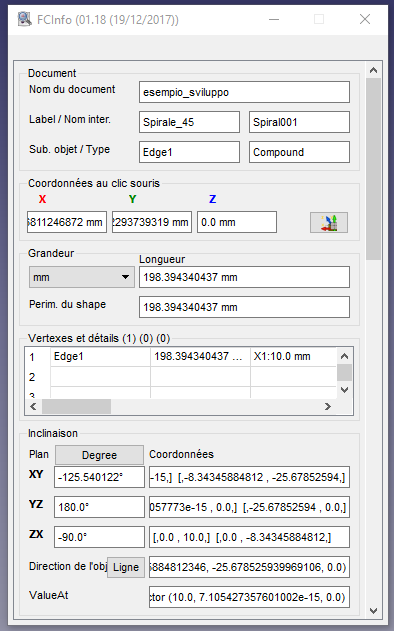 FCInfo (01.18 (19/12/2017))
Document
Nom du document esempio_sviluppo
Label / Nom inter. Spirale_45 Spiral001
Sub. objet / Type Edge1 Compound
Coordonnées au clic souris
X Y Z
6811246872 mm 2293739319 mm 0.0 mm
Grandeur
Longueur
mm 198.394340437 mm
Perim. du shape 198.394340437 mm
Vertexes et détails (1) (0) (0)
1 Edge1 198.394340437 ... X1:10.0 mm
2
3
Inclinaison
Plan Degree Coordonnées
XY -125.540122° -15,] [,-8.34345884812 , -25.67852594,]
YZ 180.0° 057773e-15 , 0.0,] [,-25.67852594 , 0.0,]
ZX -90.0° [,0.0 , 10.0,] [,0.0 , -8.34345884812,]
Direction de l'obj Ligne 5884812346, -25.678525939969106, 0.0)
ValueAt ctor (10.0, 7.105427357601002e-15, 0.0)